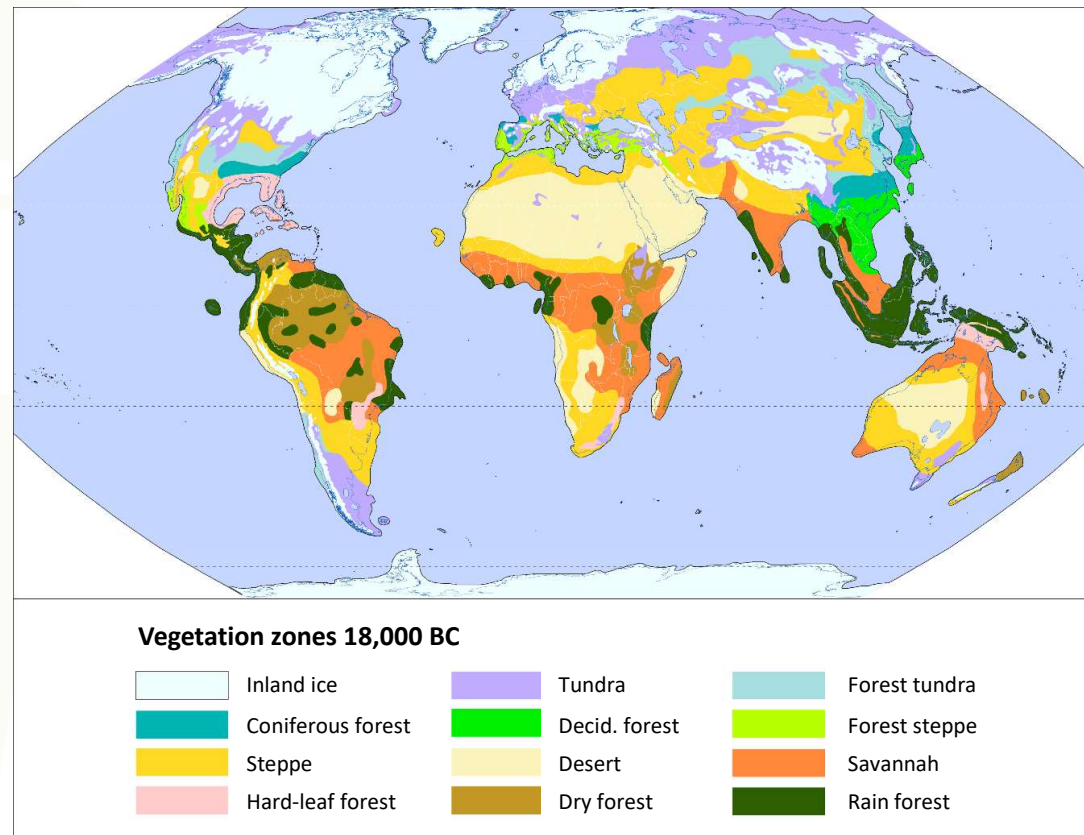 Vegetation zones 18,000 BC
Inland ice
Tundra
Forest tundra
Coniferous forest
Decid. forest
Forest steppe
Steppe
Desert
Savannah
Hard-leaf forest
Dry forest
Rain forest